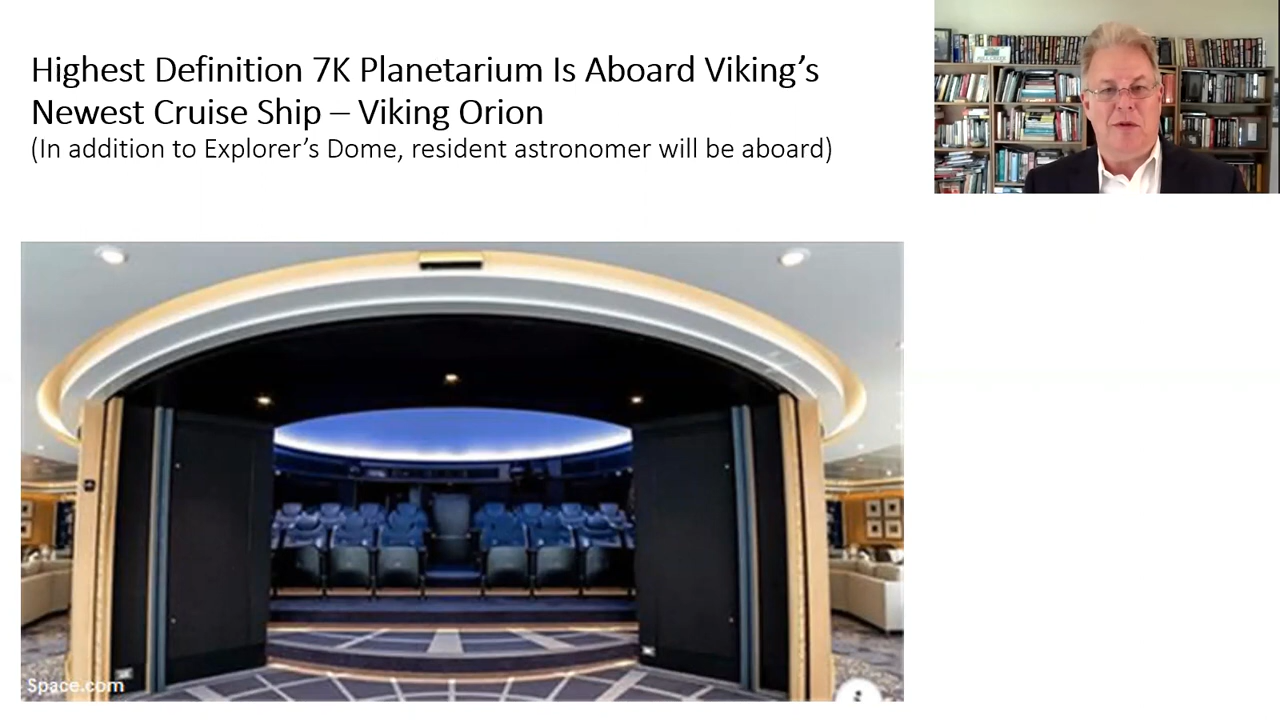 Highest Definition 7K Planetarium Is Aboard Viking’s
Newest Cruise Ship – Viking Orion
(In addition to Explorer’s Dome, resident astronomer will be aboard)
Space.com